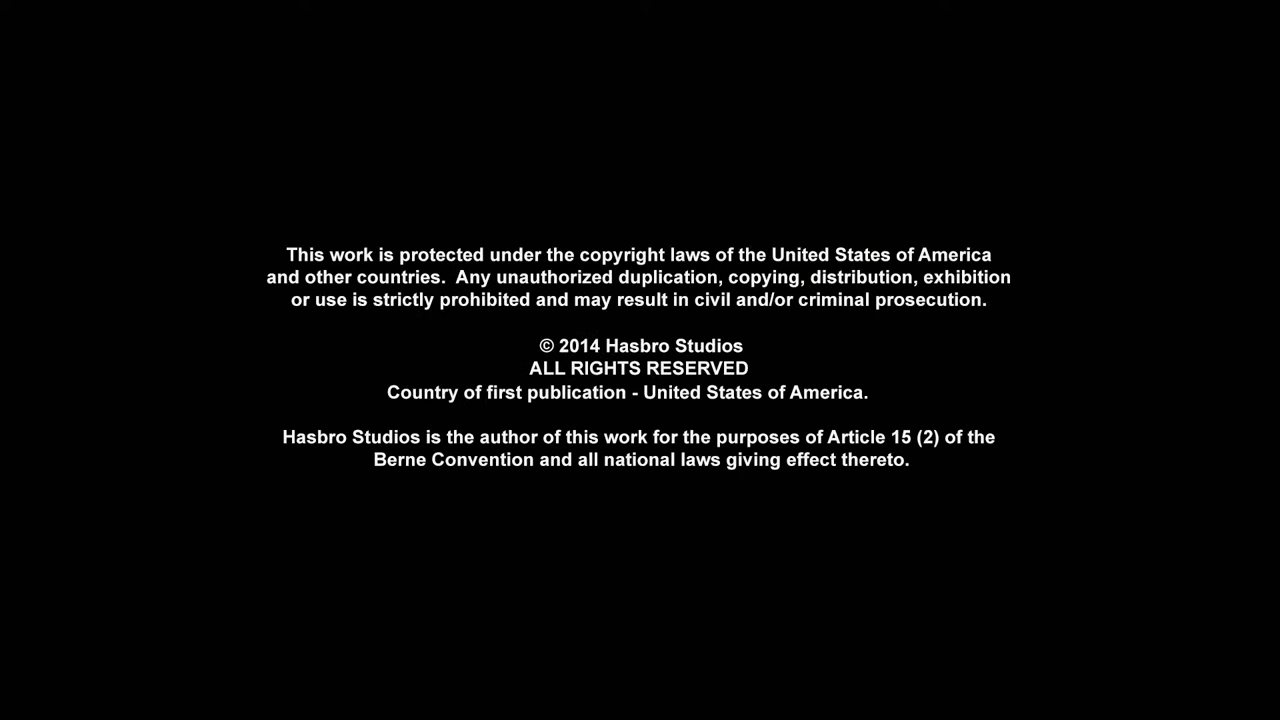 This work is protected under the copyright laws of the United States of America
and other countries.  Any unauthorized duplication, copying, distribution, exhibition
or use is strictly prohibited and may result in civil and/or criminal prosecution.
© 2014 Hasbro Studios
ALL RIGHTS RESERVED
Country of first publication - United States of America.
Hasbro Studios is the author of this work for the purposes of Article 15 (2) of the
Berne Convention and all national laws giving effect thereto.